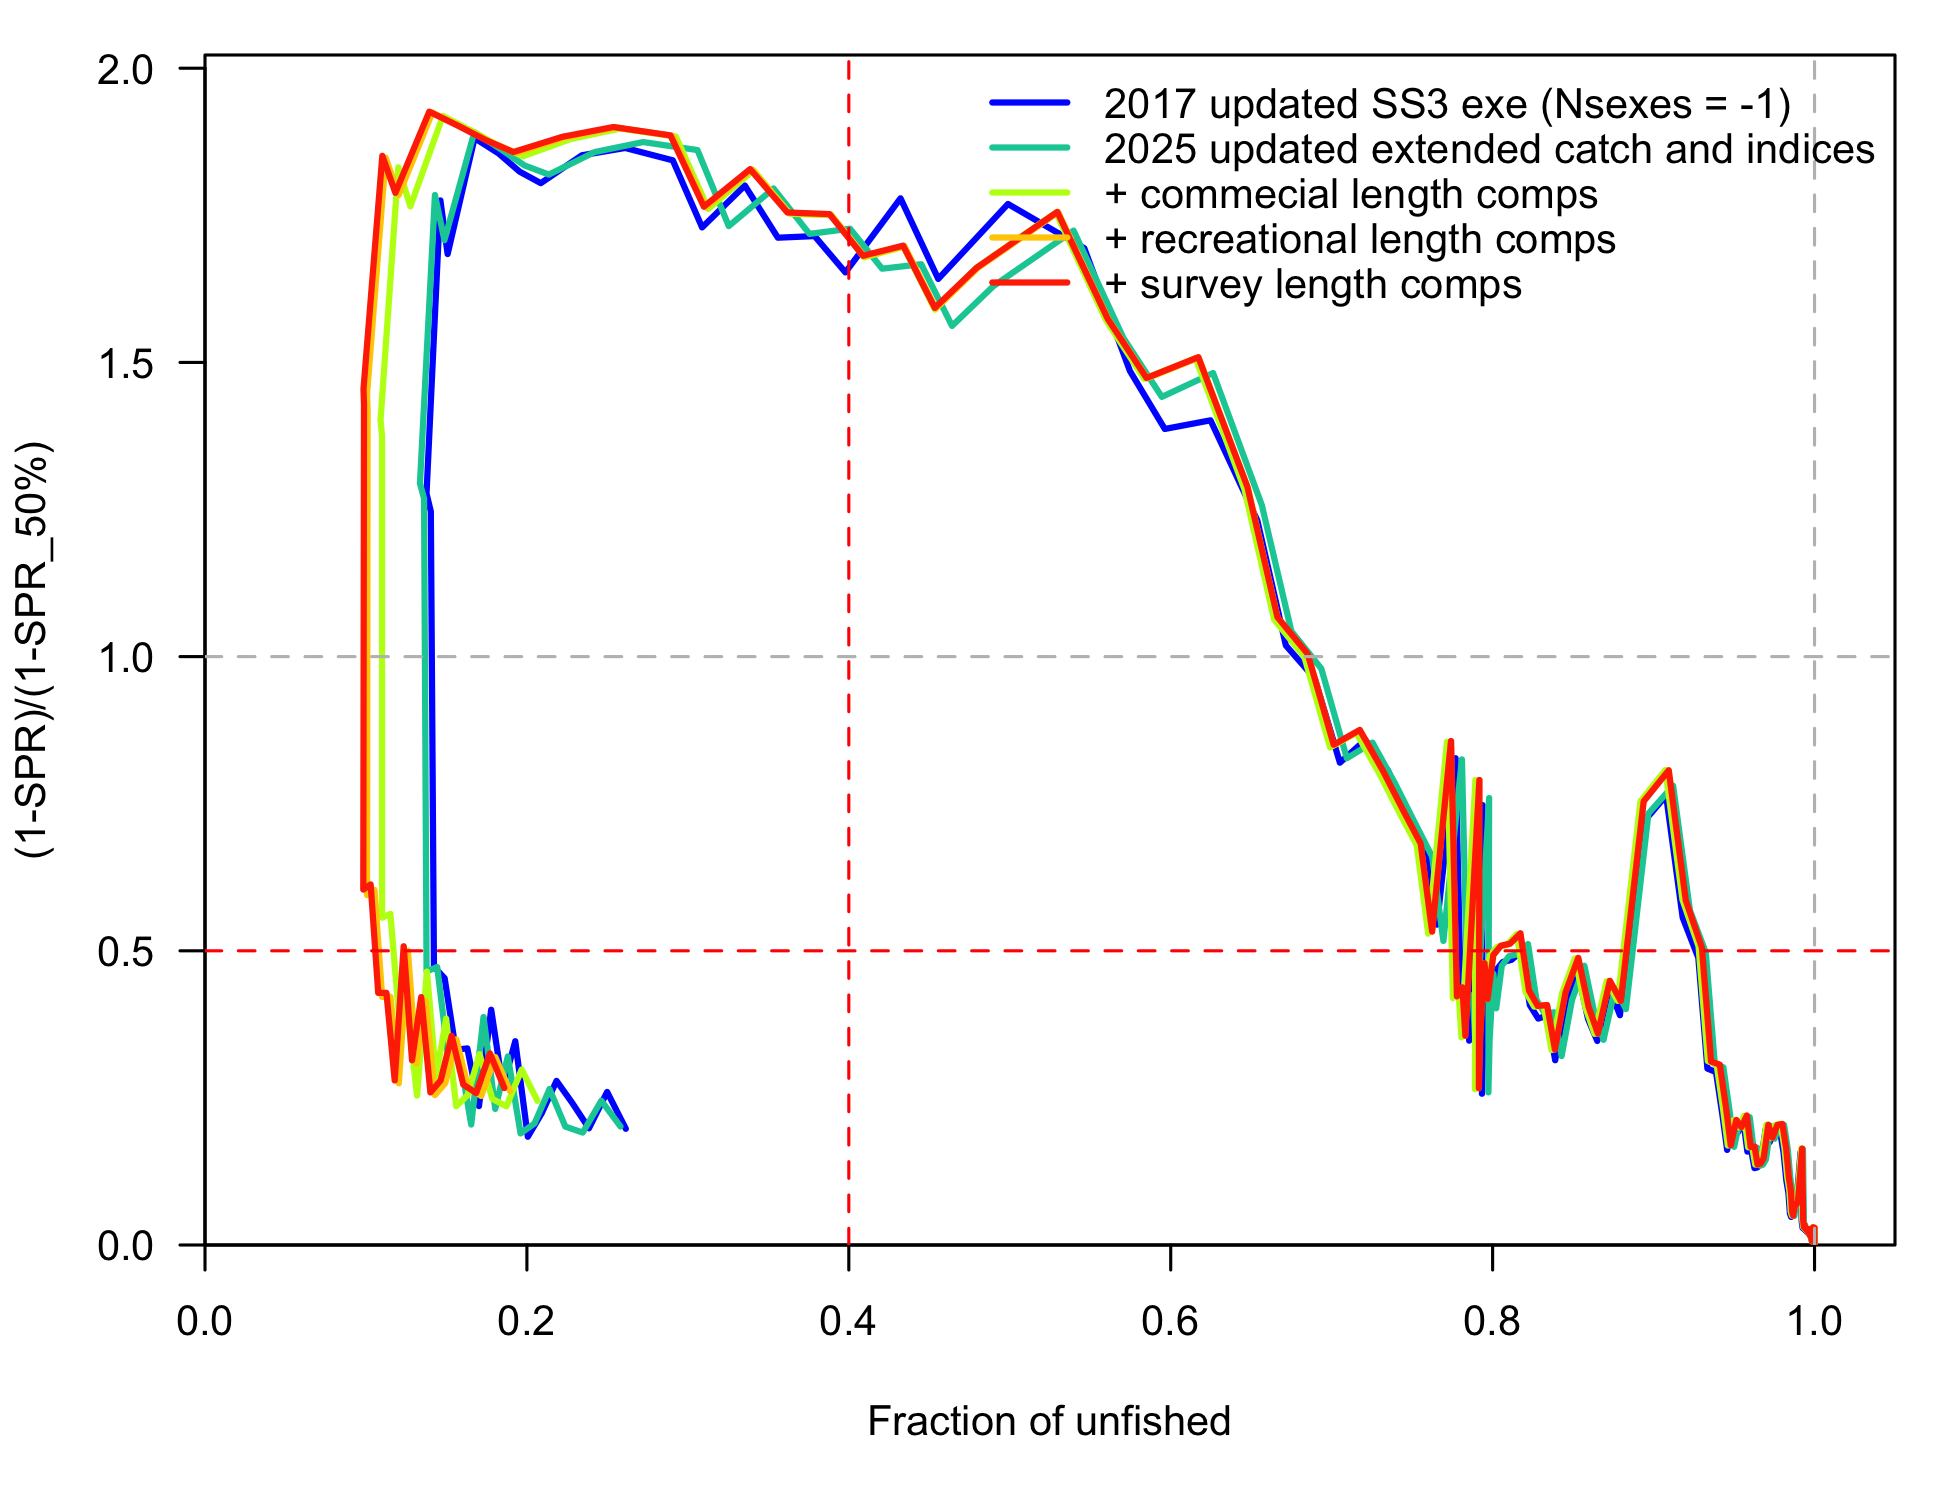 2.0
1.5
1.0
0.5
0.0
(1-SPR)/(1-SPR_50%)
2017 updated SS3 exe (Nsexes = -1)
2025 updated extended catch and indices
+ commecial length comps
+ recreational length comps
+ survey length comps
0.0 0.2 0.4 0.6 0.8 1.0
Fraction of unfished